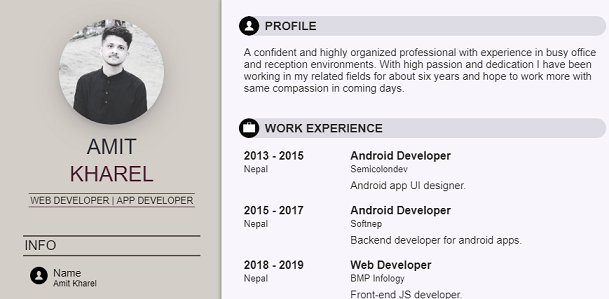 AMIT
KHAREL
WEB DEVELOPER | APP DEVELOPER
INFO
Name
Amit Kharel
PROFILE
A confident and highly organized professional with experience in busy office
and reception environments. With high passion and dedication I have been
working in my related fields for about six years and hope to work more with
same compassion in coming days.
WORK EXPERIENCE
2013 - 2015 Android Developer
Nepal Semicolondev
Android app UI designer.
2015 - 2017 Android Developer
Nepal Softnep
Backend developer for android apps.
2018 - 2019 Web Developer
Nepal BMP Infology
Front-end JS developer.